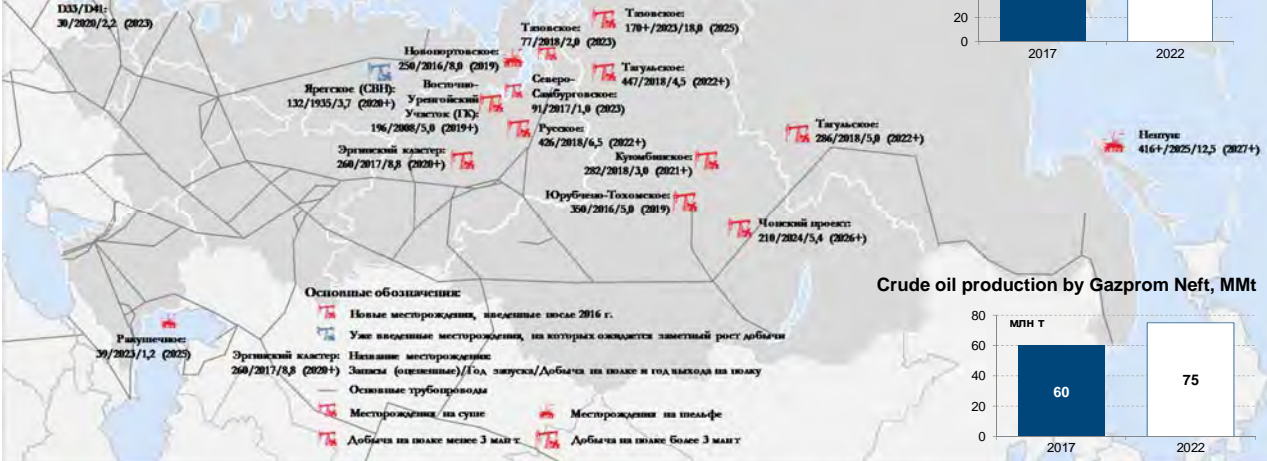 D33/D41:
30/2020/2,2 (2023)
Тазовское:
170+/2023/18,0 (2025)
Тазовское:
77/2018/2,0 (2023)
Новопортовское:
250/2016/8,0 (2019)
Тагульское:
447/2018/4,5 (2022+)
Ярегское (СВН):
132/1935/3,7 (2020+)
Восточно-
Уренгойский
Участок (ГК):
196/2008/5,0 (2019+)
Северо-
Самбурговское:
91/2017/1,0 (2023)
Русское:
426/2018/6,5 (2022+)
Тагульское:
286/2018/5,0 (2022+)
Нептун:
416+/2025/12,5 (2027+)
Эргинский кластер:
260/2017/8,8 (2020+)
Куюмбинское:
282/2018/3,0 (2021+)
Юрубчено-Тохомское:
350/2016/5,0 (2019)
Чонский проект:
210/2024/5,4 (2026+)
Ракушечное:
39/2023/1,2 (2025)
Основные обозначения:
Новые месторождения, введенные после 2016 г.
Уже введенные месторождения, на которых ожидается заметный рост добычи
Эргинский кластер: Название месторождения:
260/2017/8,8 (2020+) Запасы (оцененные)/Год запуска/Добыча на полке и год выхода на полку
Основные трубопроводы
Месторождения на суше
Месторождения на шельфе
Добыча на полке менее 3 млн т
Добыча на полке более 3 млн т
20
0
2017
2022
Crude oil production by Gazprom Neft, MMt
80
млн т
60
40
20
0
60
75
2017
2022